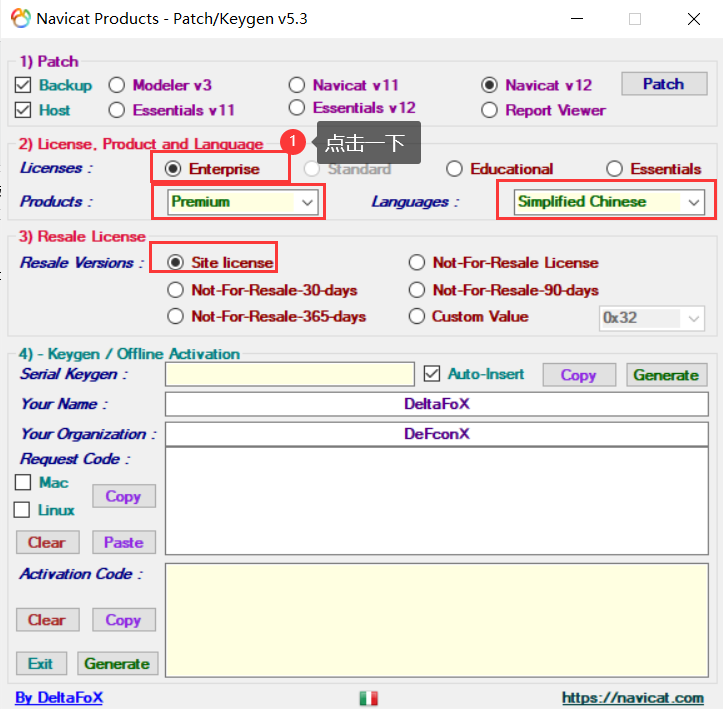 Navicat Products - Patch/Keygen v5.3
1) Patch
Backup Modeler v3 Navicat v11 Navicat v12 Patch
Host Essentials v11 Essentials v12 Report Viewer
2) License, Product and Language
1 点击一下
Licenses : Enterprise Standard Educational Essentials
Products : Premium Languages : Simplified Chinese
3) Resale License
Resale Versions : Site license Not-For-Resale License
Not-For-Resale-30-days Not-For-Resale-90-days
Not-For-Resale-365-days Custom Value 0x32
4) - Keygen / Offline Activation
Serial Keygen : Auto-Insert Copy Generate
Your Name : DeltaFoX
Your Organization : DeFconX
Request Code :
Mac
Copy
Linux
Clear Paste
Activation Code :
Clear Copy
Exit Generate
By DeltaFoX https://navicat.com